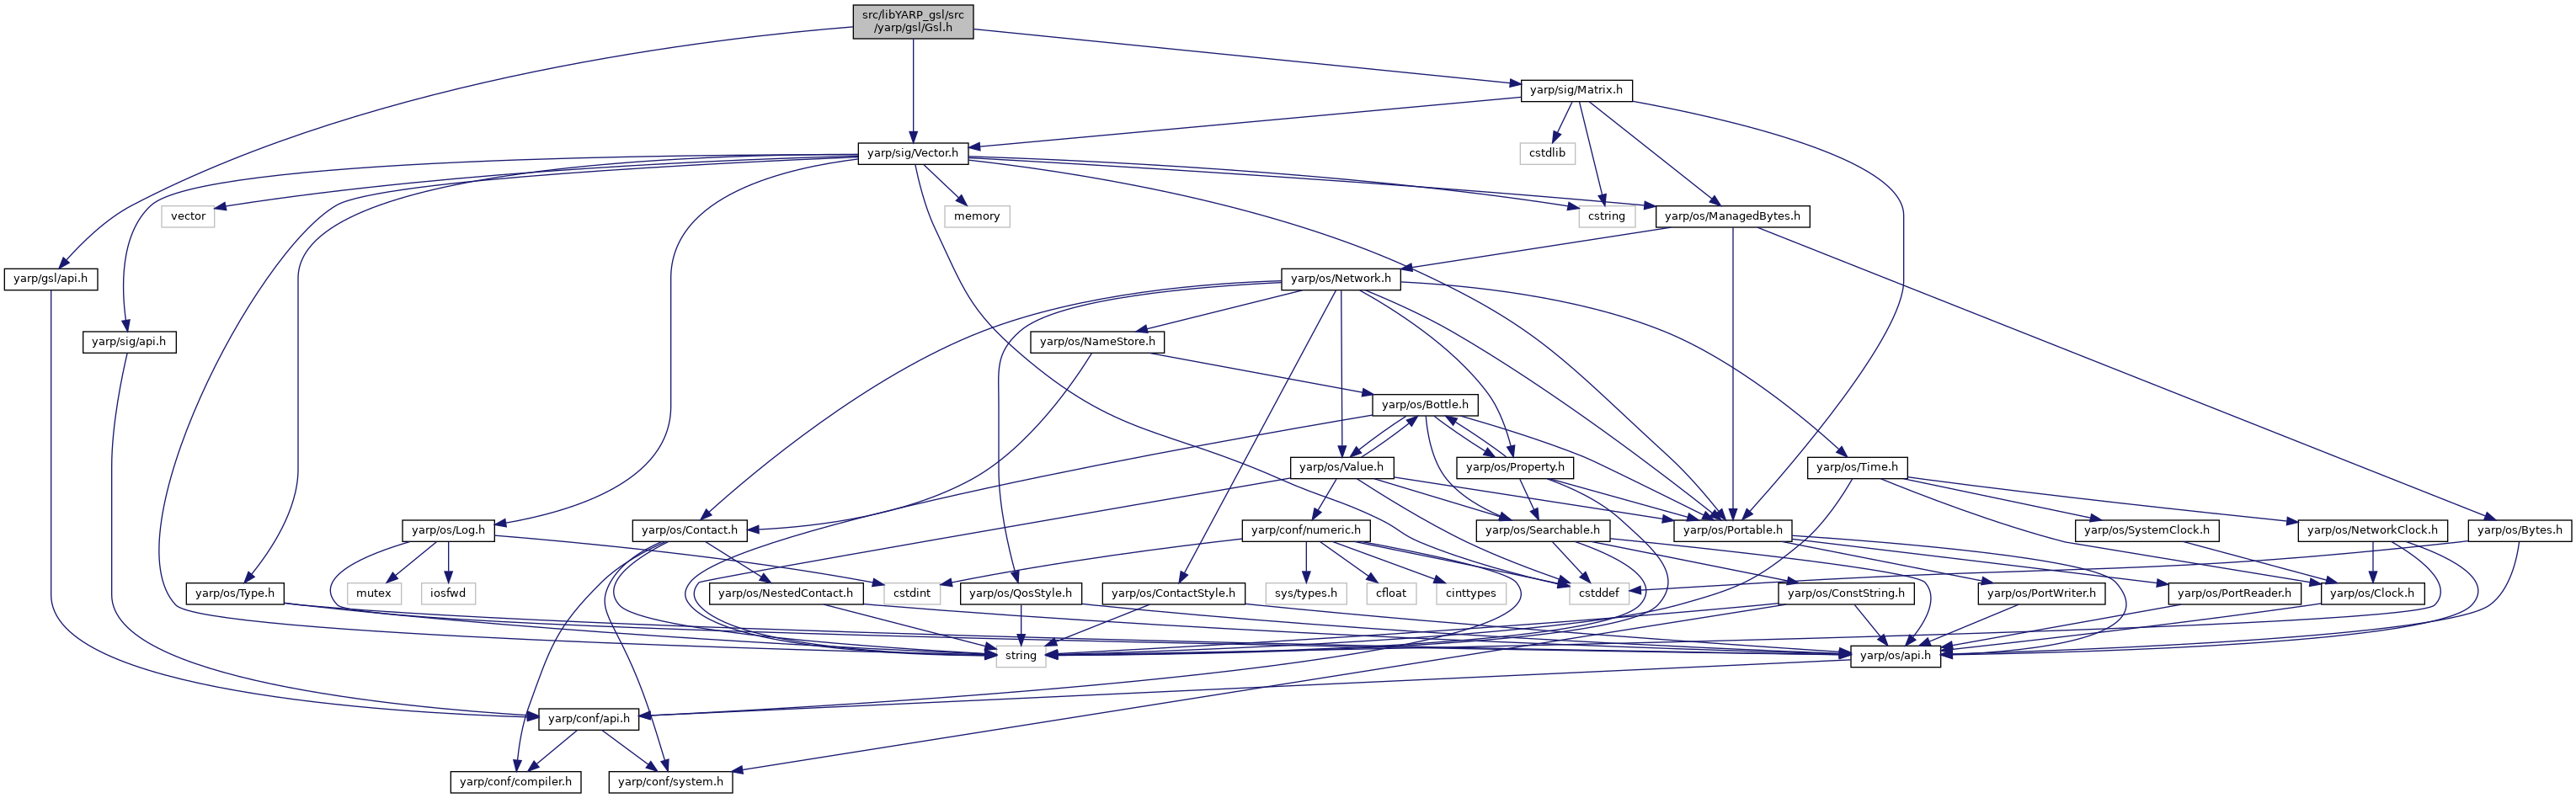 src/libYARP_gsl/src
/yarp/gsl/Gsl.h
yarp/sig/Matrix.h
yarp/sig/Vector.h
cstdlib
vector
memory
cstring
yarp/os/ManagedBytes.h
yarp/gsl/api.h
yarp/os/Network.h
yarp/sig/api.h
yarp/os/NameStore.h
yarp/os/Bottle.h
yarp/os/Value.h
yarp/os/Property.h
yarp/os/Time.h
yarp/os/Log.h
yarp/os/Contact.h
yarp/conf/numeric.h
yarp/os/Searchable.h
yarp/os/Portable.h
yarp/os/SystemClock.h
yarp/os/NetworkClock.h
yarp/os/Bytes.h
yarp/os/Type.h
mutex
iosfwd
yarp/os/NestedContact.h
cstdint
yarp/os/QosStyle.h
yarp/os/ContactStyle.h
sys/types.h
cfloat
cinttypes
cstddef
yarp/os/ConstString.h
yarp/os/PortWriter.h
yarp/os/PortReader.h
yarp/os/Clock.h
string
yarp/os/api.h
yarp/conf/api.h
yarp/conf/compiler.h
yarp/conf/system.h